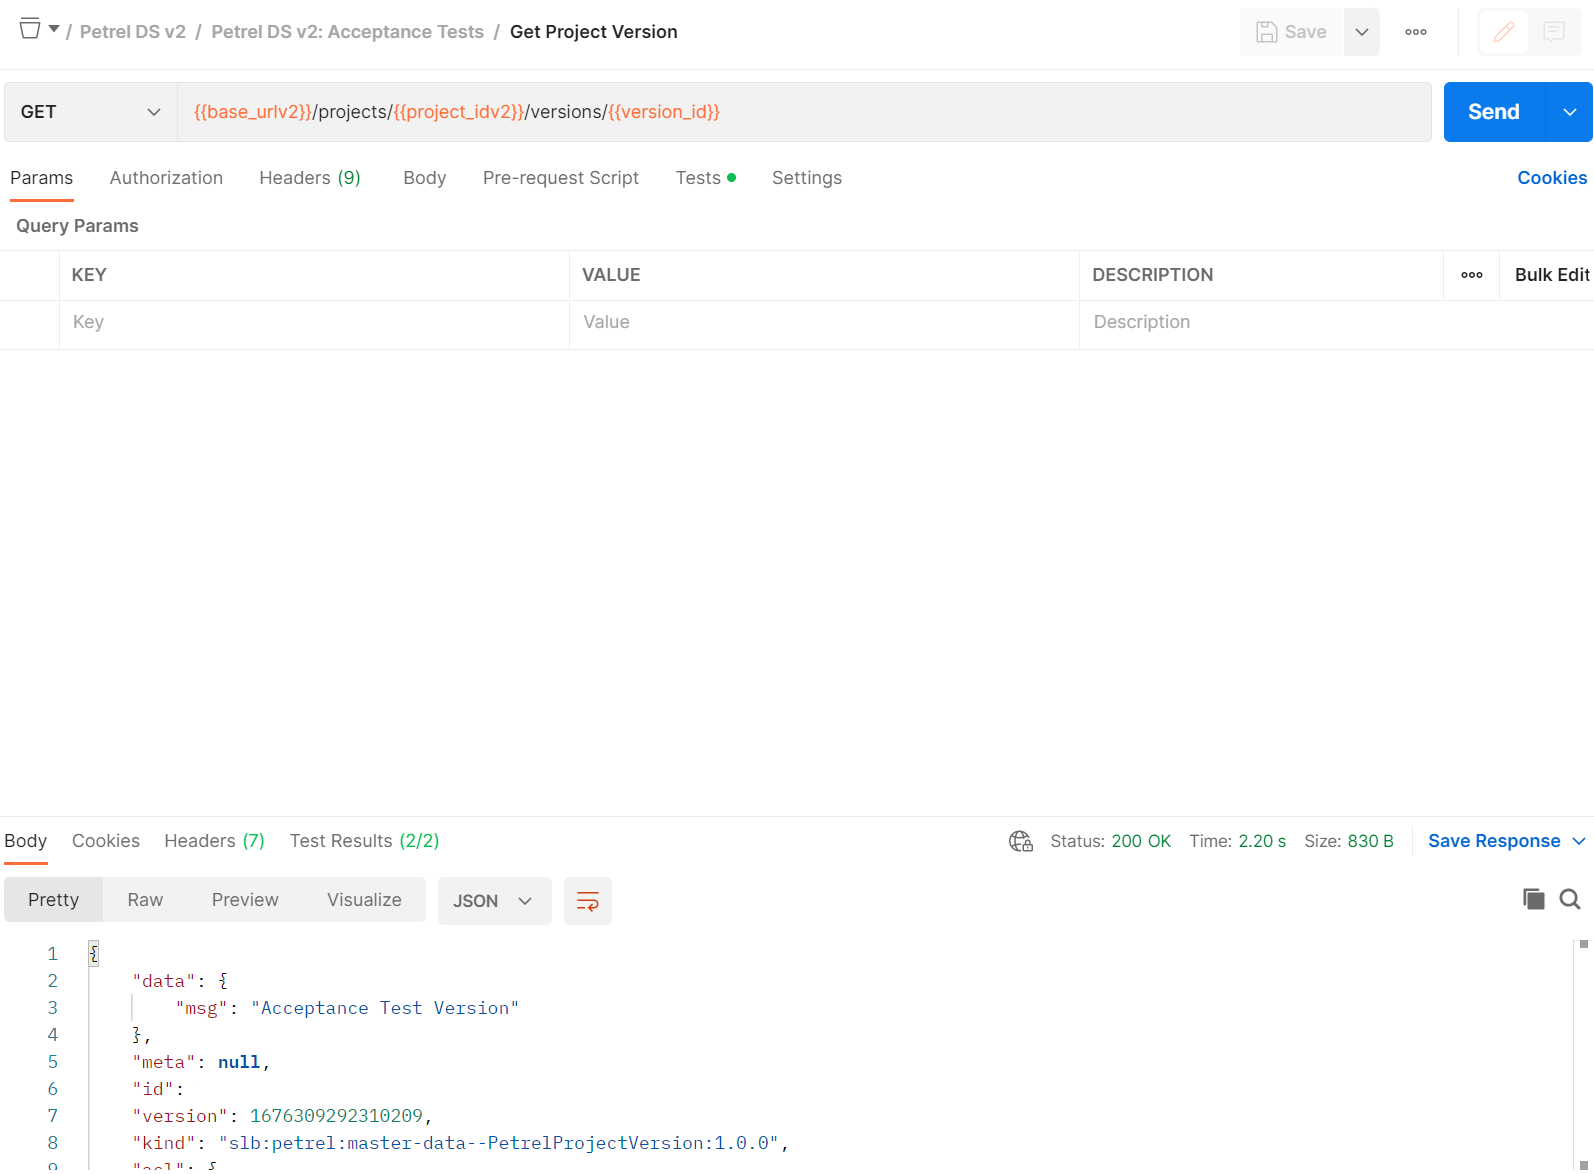 / Petrel DS v2 / Petrel DS v2: Acceptance Tests / Get Project Version
Save
GET
{{base_urlv2}}/projects/{{project_idv2}}/versions/{{version_id}}
Send
Params Authorization Headers (9) Body Pre-request Script Tests Settings Cookies
Query Params
KEY VALUE DESCRIPTION Bulk Edit
Key Value Description
Body Cookies Headers (7) Test Results (2/2) Status: 200 OK Time: 2.20 s Size: 830 B Save Response
Pretty Raw Preview Visualize JSON
1 {
2 "data": {
3 "msg": "Acceptance Test Version"
4 },
5 "meta": null,
6 "id":
7 "version": 1676309292310209,
8 "kind": "slb:petrel:master-data--PetrelProjectVersion:1.0.0",
9 "acl": {